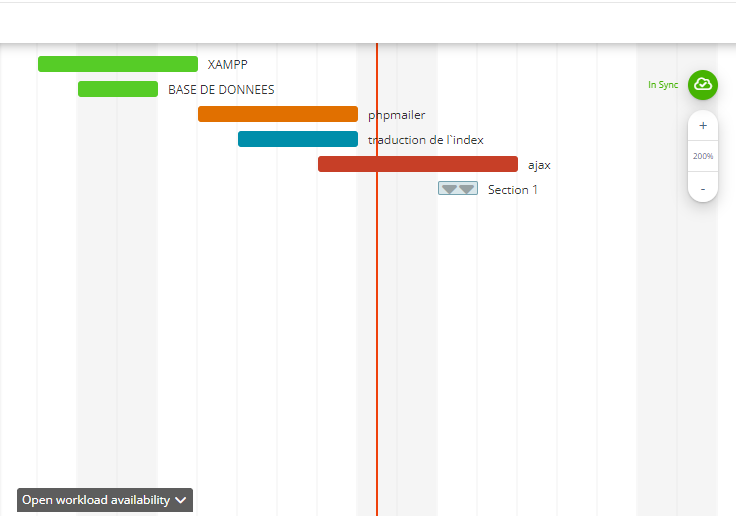 XAMPP
BASE DE DONNEES
phpmailer
traduction de l`index
ajax
Section 1
In Sync
+
200%
-
Open workload availability